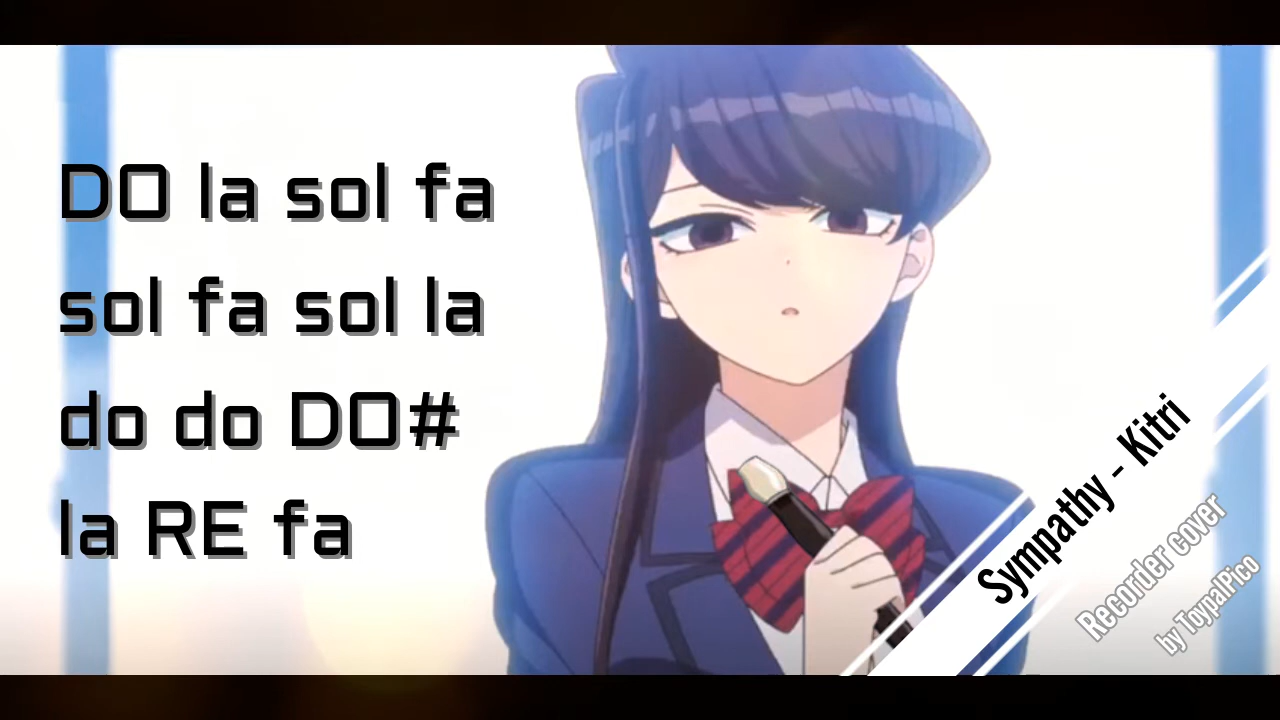 DO la sol fa
sol fa sol la
do do DO#
la RE fa
Sympathy - Kitri
Recorder cover
by ToypalPico